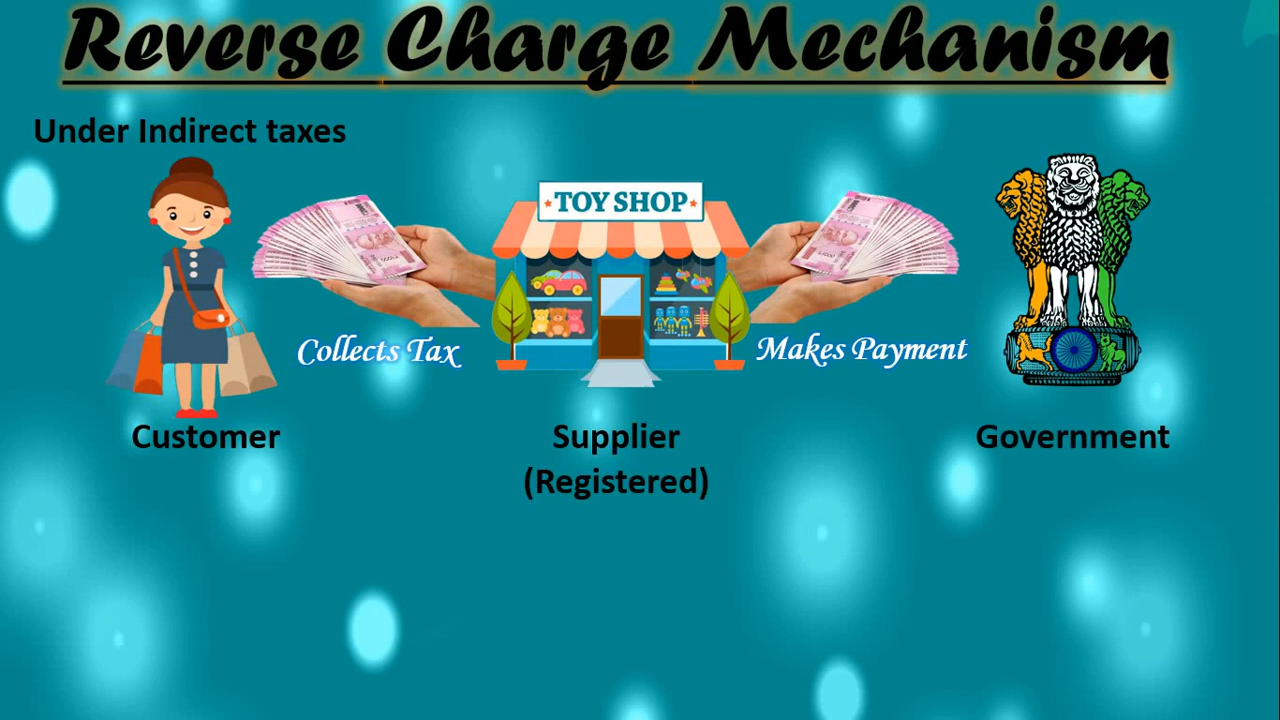 Reverse Charge Mechanism
Under Indirect taxes
TOY SHOP
Collects Tax
Makes Payment
Customer
Supplier
(Registered)
Government